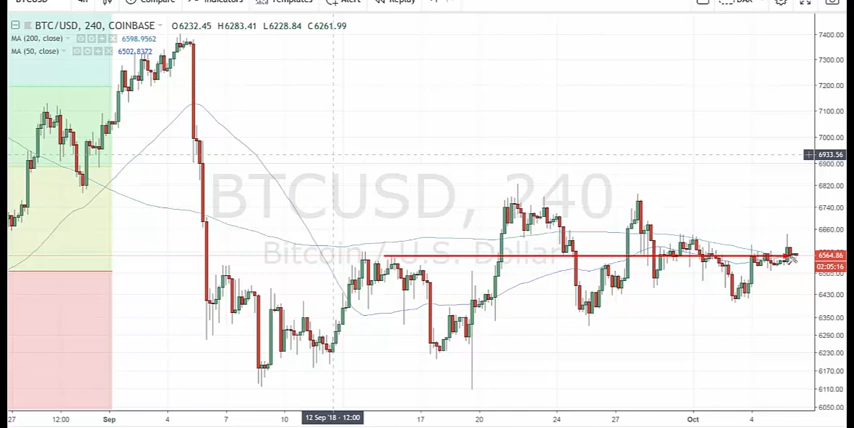 BTCUSD 4h Compare Indicators Templates Alert Replay DAX
BTC/USD, 240, COINBASE O6232.45 H6283.41 L6228.84 C6261.99
MA (200, close) 6598.9562
MA (50, close) 6502.8372
BTCUSD, 240
Bitcoin / U.S. Dollar
7400.00
7300.00
7200.00
7100.00
7000.00
6933.56
6900.00
6820.00
6740.00
6660.00
6564.86
02:05:16
6430.00
6350.00
6290.00
6230.00
6170.00
6110.00
6050.00
27 12:00 Sep 4 7 10 12 Sep '18 - 12:00 17 20 24 27 Oct 4